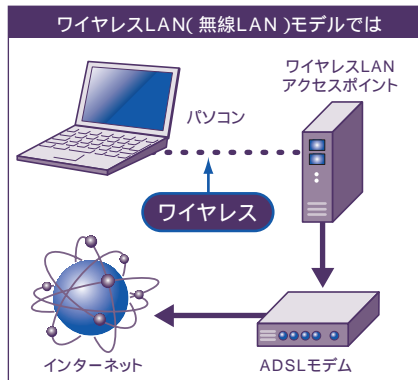 ワイヤレスLAN(無線LAN)モデルでは
ワイヤレスLAN
アクセスポイント
パソコン
ワイヤレス
インターネット
ADSLモデム